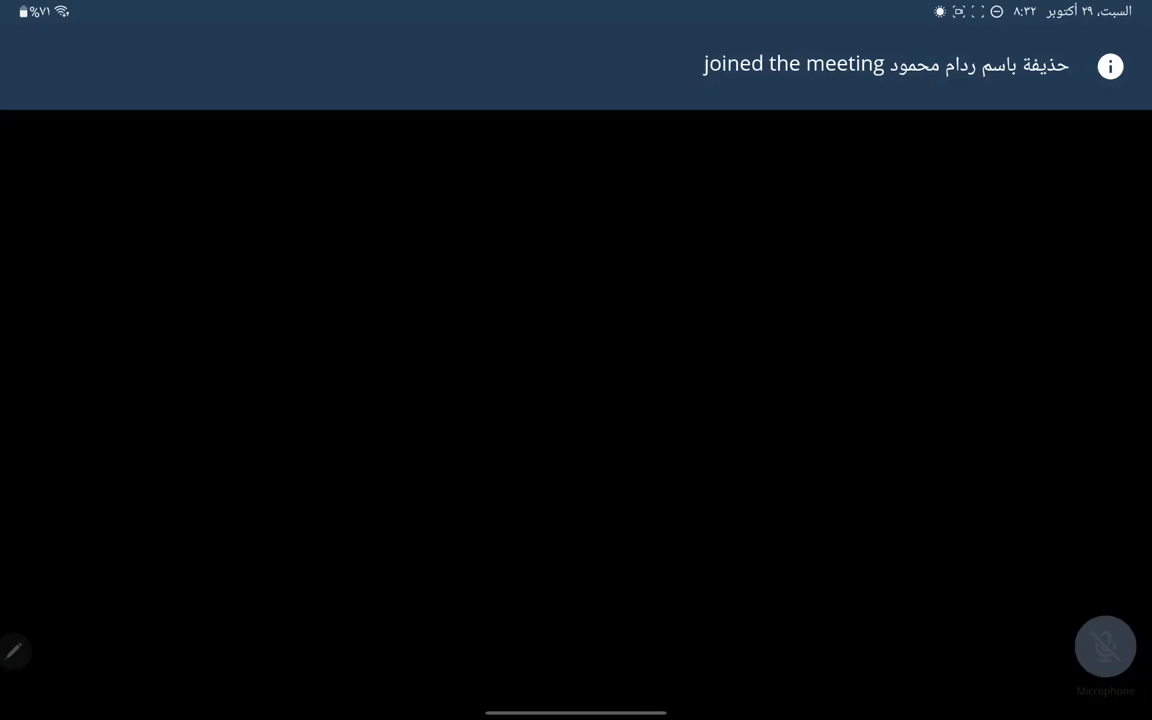 السبت، ٢٩ أكتوبر ٨:٣٢
%٧١
حذيفة باسم ردام محمود joined the meeting
Microphone